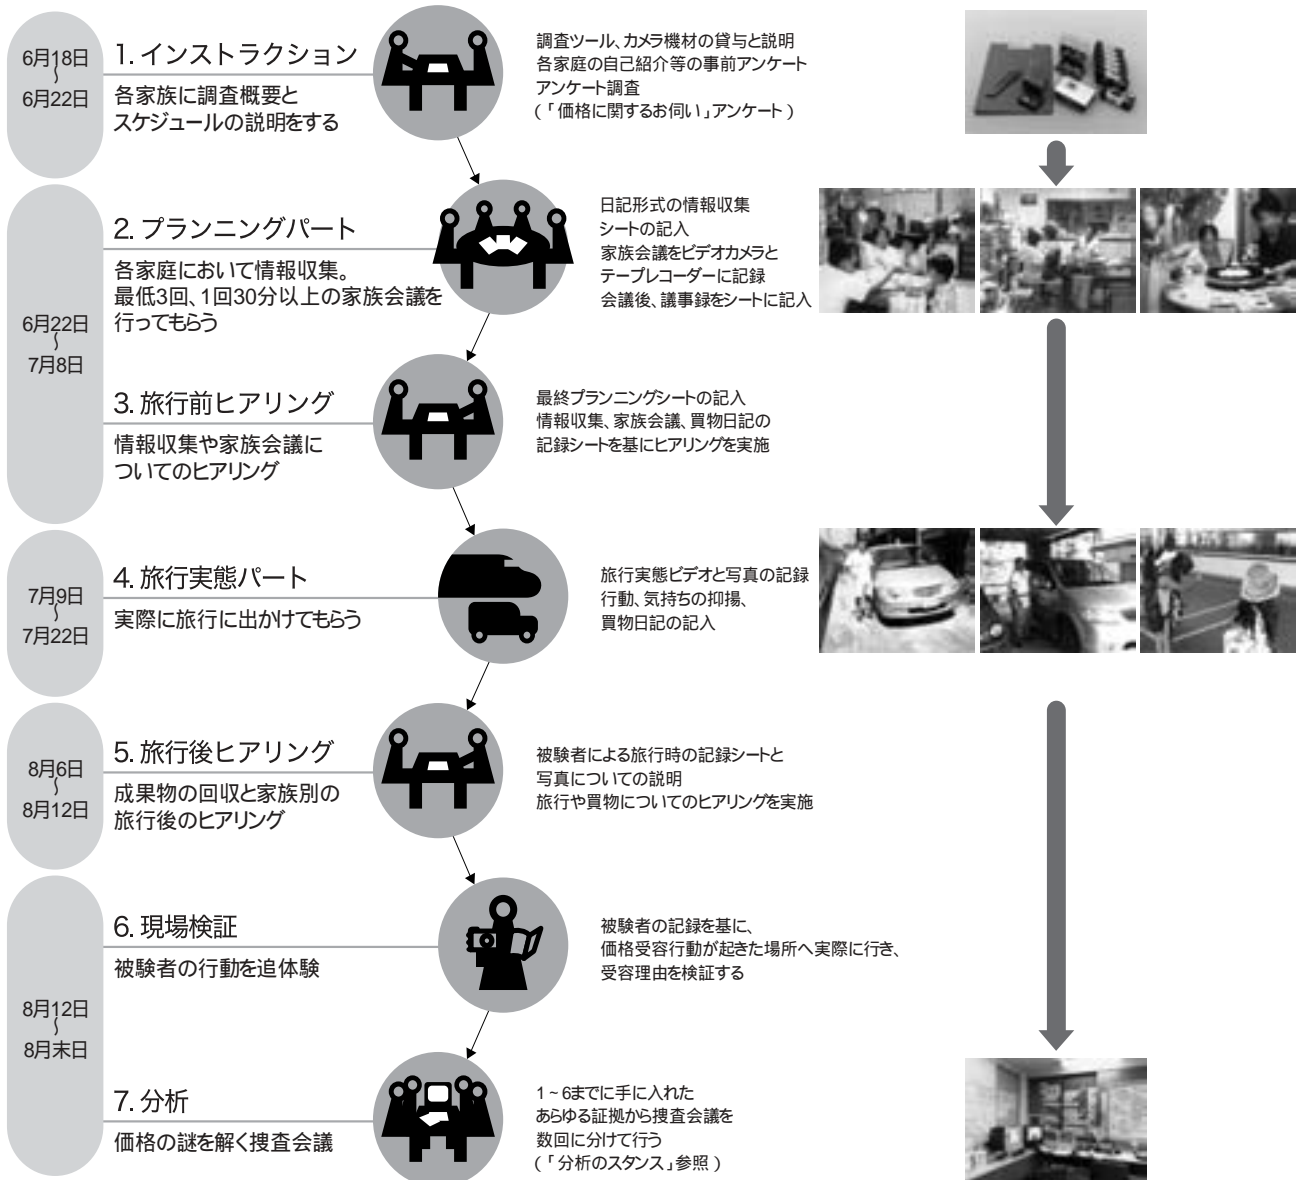 6月18日
〜
6月22日
1. インストラクション
各家族に調査概要と
スケジュールの説明をする
調査ツール、カメラ機材の貸与と説明
各家庭の自己紹介等の事前アンケート
アンケート調査
(「価格に関するお伺い」アンケート)
6月22日
〜
7月8日
2. プランニングパート
各家庭において情報収集。
最低3回、1回30分以上の家族会議を
行ってもらう
日記形式の情報収集
シートの記入
家族会議をビデオカメラと
テープレコーダーに記録
会議後、議事録をシートに記入
3. 旅行前ヒアリング
情報収集や家族会議に
ついてのヒアリング
最終プランニングシートの記入
情報収集、家族会議、買物日記の
記録シートを基にヒアリングを実施
7月9日
〜
7月22日
4. 旅行実態パート
実際に旅行に出かけてもらう
旅行実態ビデオと写真の記録
行動、気持ちの抑揚、
買物日記の記入
8月6日
〜
8月12日
5. 旅行後ヒアリング
成果物の回収と家族別の
旅行後のヒアリング
被験者による旅行時の記録シートと
写真についての説明
旅行や買物についてのヒアリングを実施
8月12日
〜
8月末日
6. 現場検証
被験者の行動を追体験
被験者の記録を基に、
価格受容行動が起きた場所へ実際に行き、
受容理由を検証する
7. 分析
価格の謎を解く捜査会議
1~6までに手に入れた
あらゆる証拠から捜査会議を
数回に分けて行う
(「分析のスタンス」参照)